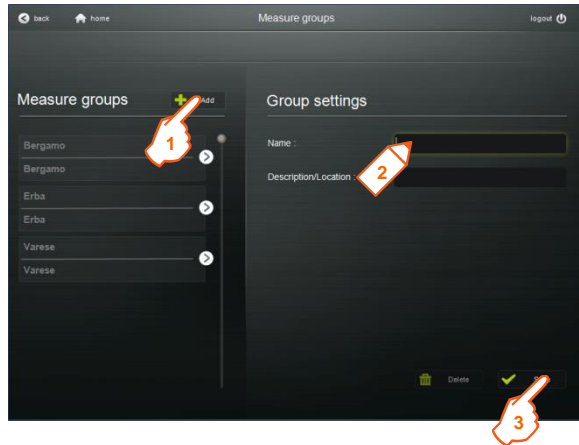 back
home
Measure groups
logout
Measure groups
Add
1
Bergamo
Bergamo
Erba
Erba
Varese
Varese
Group settings
Name :
2
Description/Location :
Delete
3